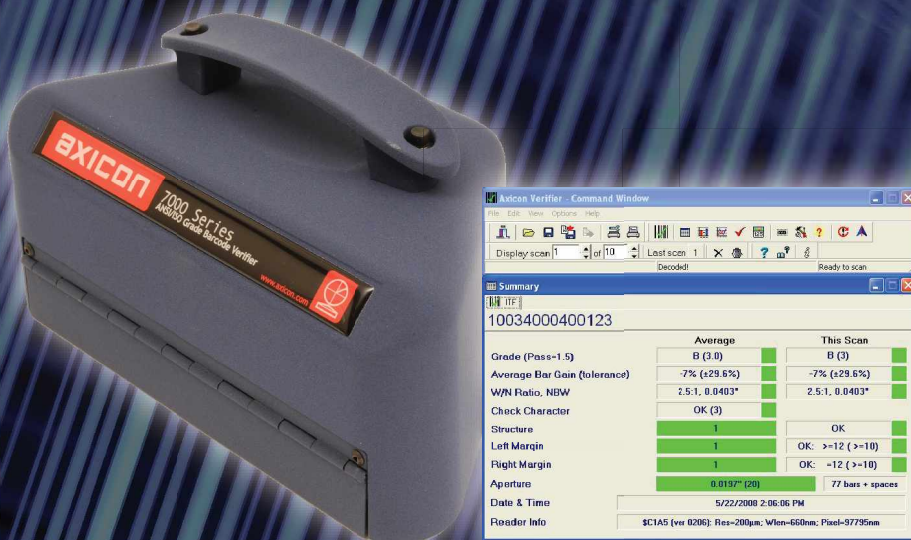 axicon
7000 Series
ANSI/ISO Grade Barcode Verifier
www.axicon.com
Axicon Verifier - Command Window
File Edit View Options Help
Display scan 1 of 10 Last scan 1
Decoded! Ready to scan
Summary
ITF
10034000400123
Average This Scan
Grade (Pass=1.5) B (3.0) B (3)
Average Bar Gain (tolerance) -7% (±29.6%) -7% (±29.6%)
W/N Ratio, NBW 2.5:1, 0.0403" 2.5:1, 0.0403"
Check Character OK (3)
Structure 1 OK
Left Margin 1 OK: >=12 ( >=10)
Right Margin 1 OK: =12 ( >=10)
Aperture 0.0197" (20) 77 bars + spaces
Date & Time 5/22/2008 2:06:06 PM
Reader Info $C1A5 (ver 0206): Res=200µm; Wlen=660nm; Pixel=97795nm